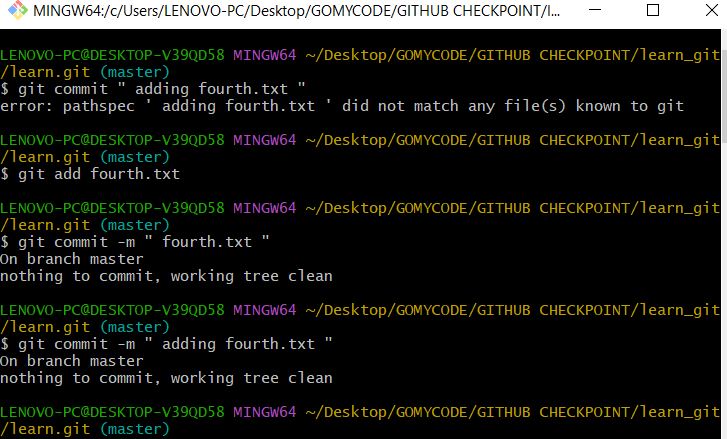 MINGW64:/c/Users/LENOVO-PC/Desktop/GOMYCODE/GITHUB CHECKPOINT/l...
LENOVO-PC@DESKTOP-V39QD58 MINGW64 ~/Desktop/GOMYCODE/GITHUB CHECKPOINT/learn_git
/learn.git (master)
$ git commit " adding fourth.txt "
error: pathspec ' adding fourth.txt ' did not match any file(s) known to git
LENOVO-PC@DESKTOP-V39QD58 MINGW64 ~/Desktop/GOMYCODE/GITHUB CHECKPOINT/learn_git
/learn.git (master)
$ git add fourth.txt
LENOVO-PC@DESKTOP-V39QD58 MINGW64 ~/Desktop/GOMYCODE/GITHUB CHECKPOINT/learn_git
/learn.git (master)
$ git commit -m " fourth.txt "
On branch master
nothing to commit, working tree clean
LENOVO-PC@DESKTOP-V39QD58 MINGW64 ~/Desktop/GOMYCODE/GITHUB CHECKPOINT/learn_git
/learn.git (master)
$ git commit -m " adding fourth.txt "
On branch master
nothing to commit, working tree clean
LENOVO-PC@DESKTOP-V39QD58 MINGW64 ~/Desktop/GOMYCODE/GITHUB CHECKPOINT/learn_git
/learn.git (master)